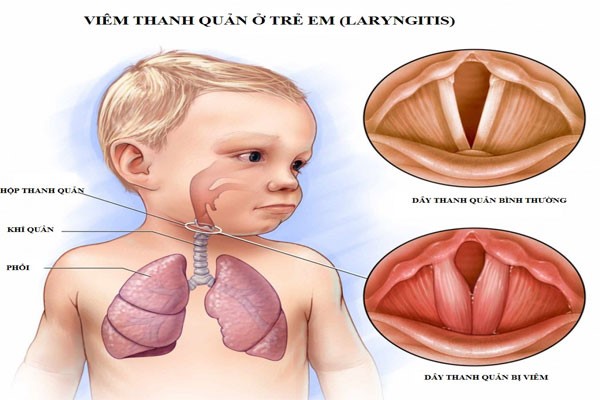 VIÊM THANH QUẢN Ở TRẺ EM (LARYNGITIS)
HỘP THANH QUẢN
KHÍ QUẢN
PHỔI
DÂY THANH QUẢN BÌNH THƯỜNG
DÂY THANH QUẢN BỊ VIÊM